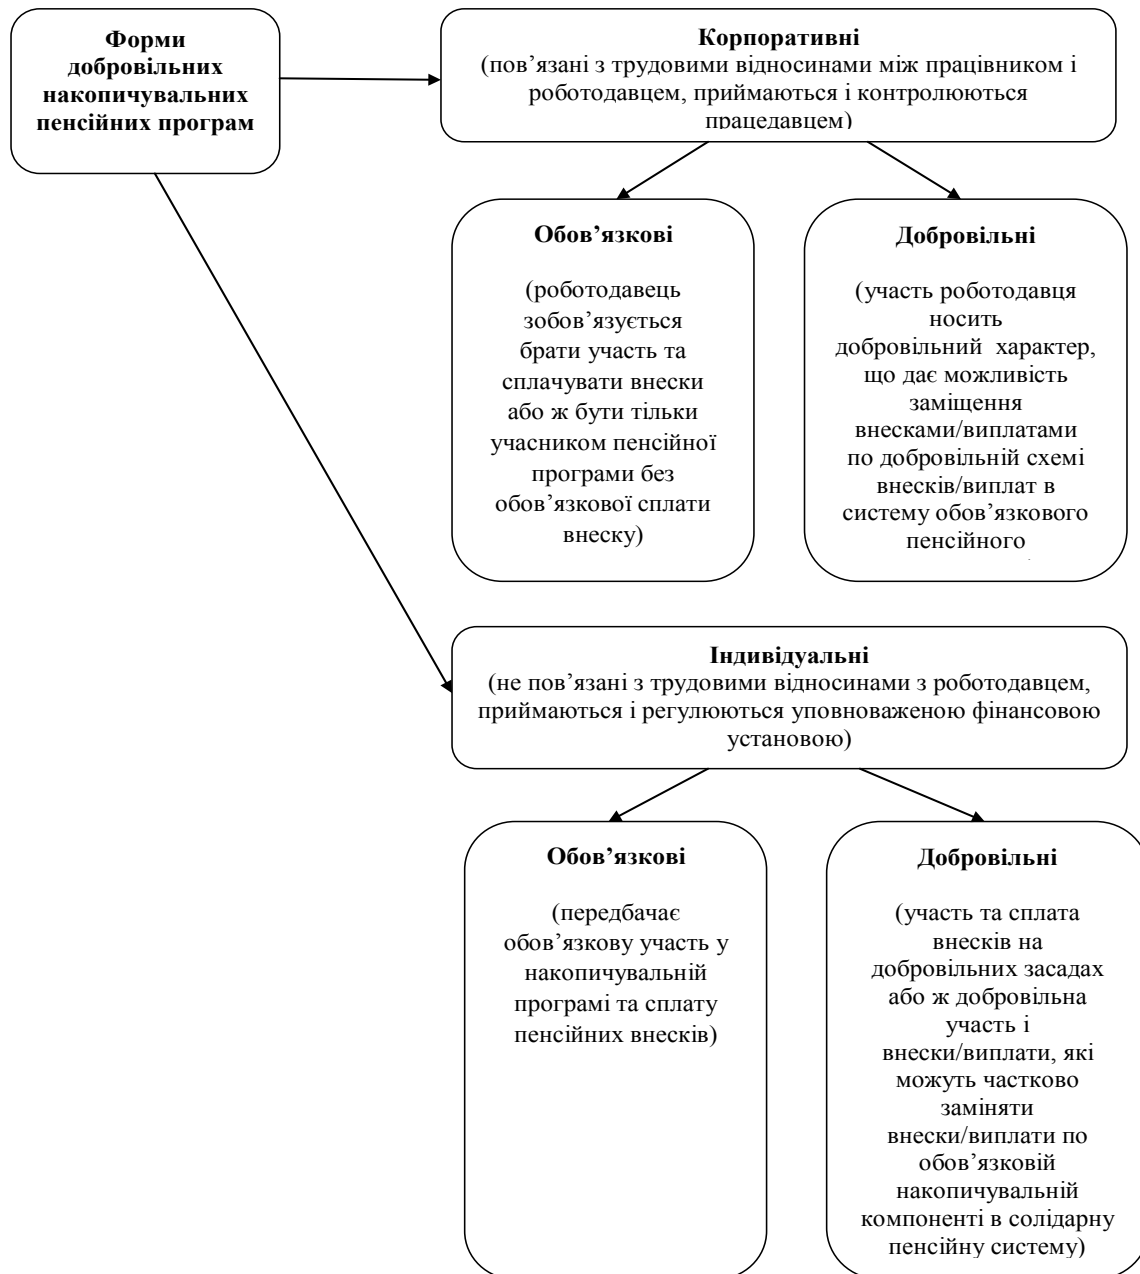 Форми
добровільних
накопичувальних
пенсійних програм
Корпоративні
(пов’язані з трудовими відносинами між працівником і
роботодавцем, приймаються і контролюються
працедавцем)
Обов’язкові
(роботодавець
зобов’язується
брати участь та
сплачувати внески
або ж бути тільки
учасником пенсійної
програми без
обов’язкової сплати
внеску)
Добровільні
(участь роботодавця
носить
добровільний характер,
що дає можливість
заміщення
внесками/виплатами
по добровільній схемі
внесків/виплат в
систему обов’язкового
пенсійного
Індивідуальні
(не пов’язані з трудовими відносинами з роботодавцем,
приймаються і регулюються уповноваженою фінансовою
установою)
Обов’язкові
(передбачає
обов’язкову участь у
накопичувальній
програмі та сплату
пенсійних внесків)
Добровільні
(участь та сплата
внесків на
добровільних засадах
або ж добровільна
участь і
внески/виплати, які
можуть частково
заміняти
внески/виплати по
обов’язковій
накопичувальній
компоненті в солідарну
пенсійну систему)